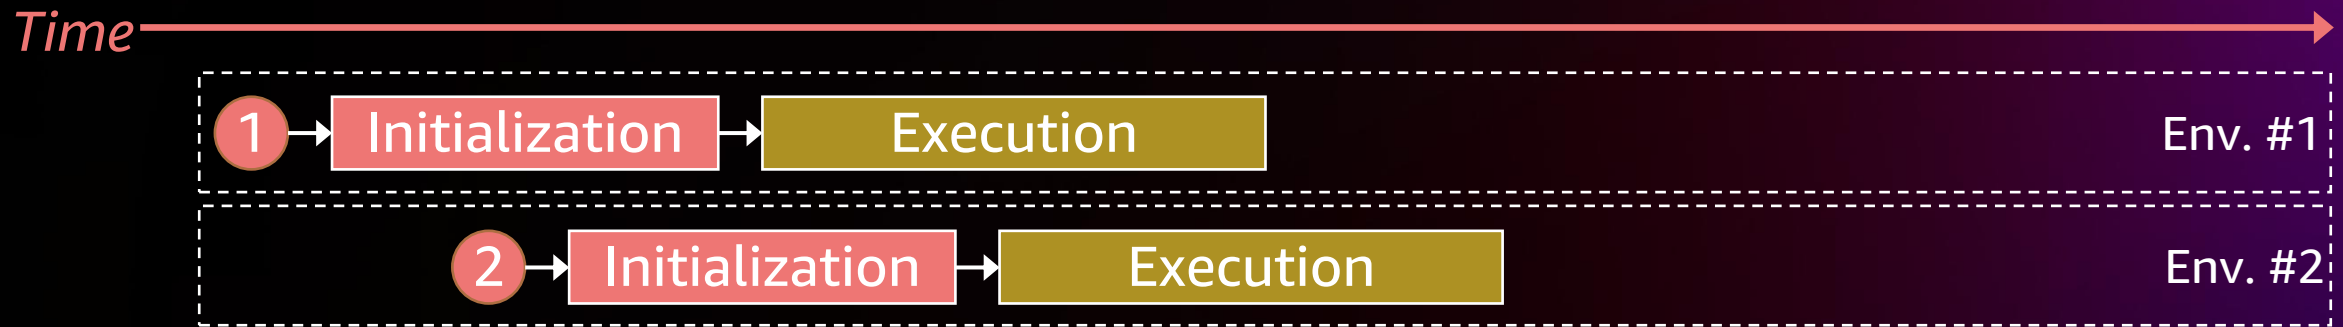 Time
1 Initialization Execution Env. #1
2 Initialization Execution Env. #2